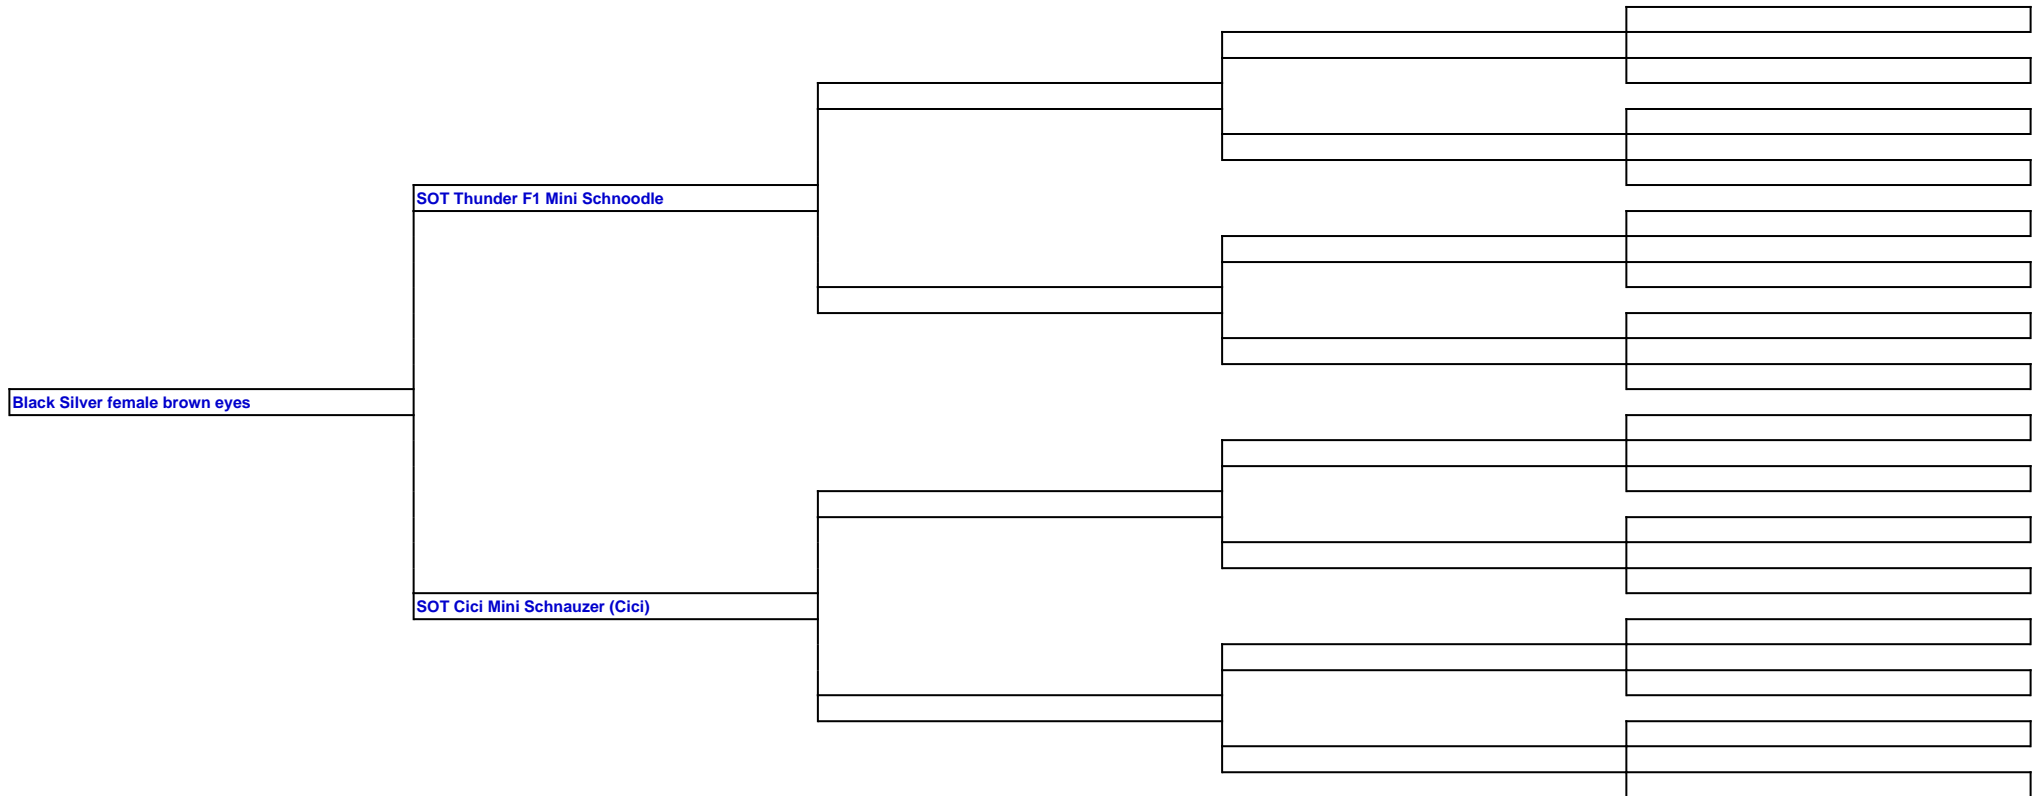 SOT Thunder F1 Mini Schnoodle
Black Silver female brown eyes
SOT Cici Mini Schnauzer (Cici)